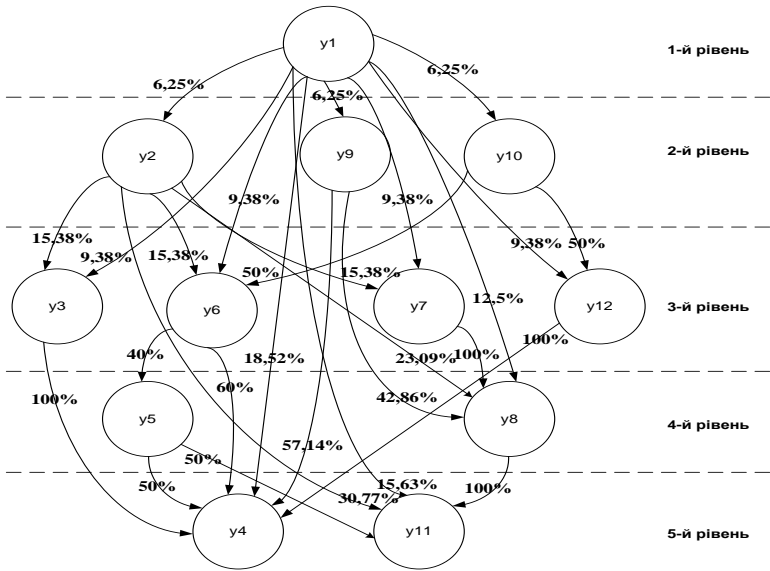 y1
1-й рівень
6,25%
6,25%
6,25%
y2
y9
y10
2-й рівень
9,38%
9,38%
15,38%
9,38%
15,38%
50%
15,38%
9,38%
50%
y3
y6
y7
12,5%
y12
3-й рівень
40%
18,52%
23,09%
100%
100%
100%
60%
42,86%
y5
y8
4-й рівень
57,14%
50%
50%
30,77%
15,63%
100%
y4
y11
5-й рівень